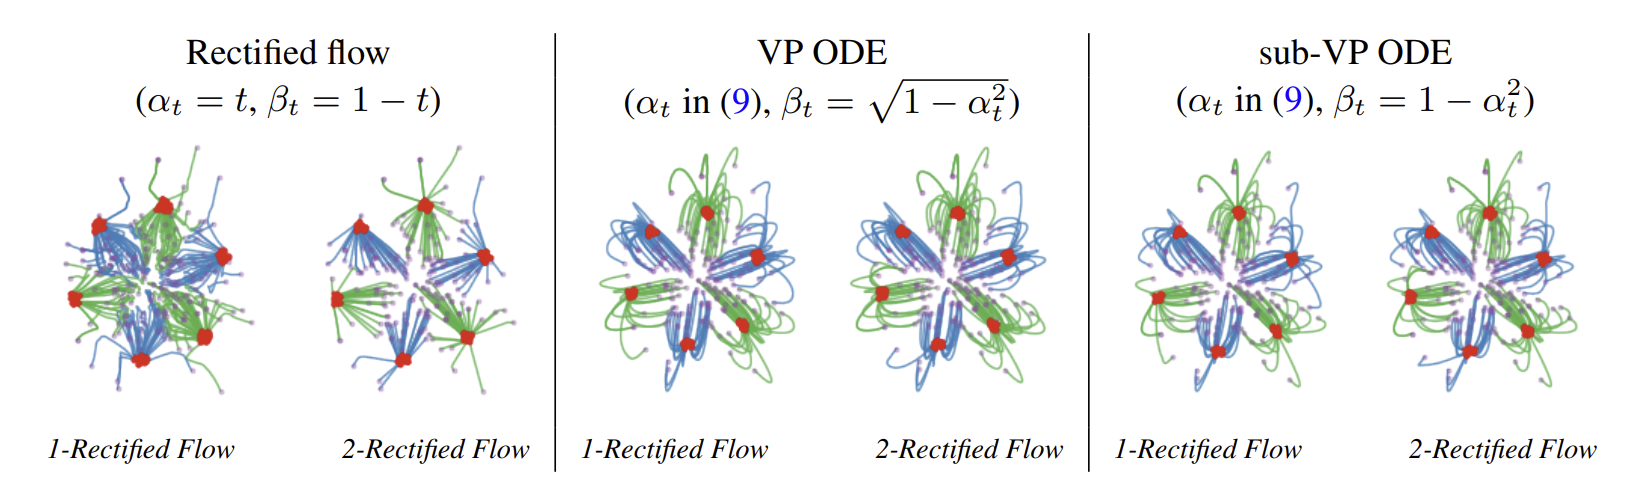 Rectified flow
(αₜ = t, βₜ = 1 − t)
1-Rectified Flow 2-Rectified Flow
VP ODE
(αₜ in (9), βₜ = √(1 − αₜ²))
1-Rectified Flow 2-Rectified Flow
sub-VP ODE
(αₜ in (9), βₜ = 1 − αₜ²)
1-Rectified Flow 2-Rectified Flow